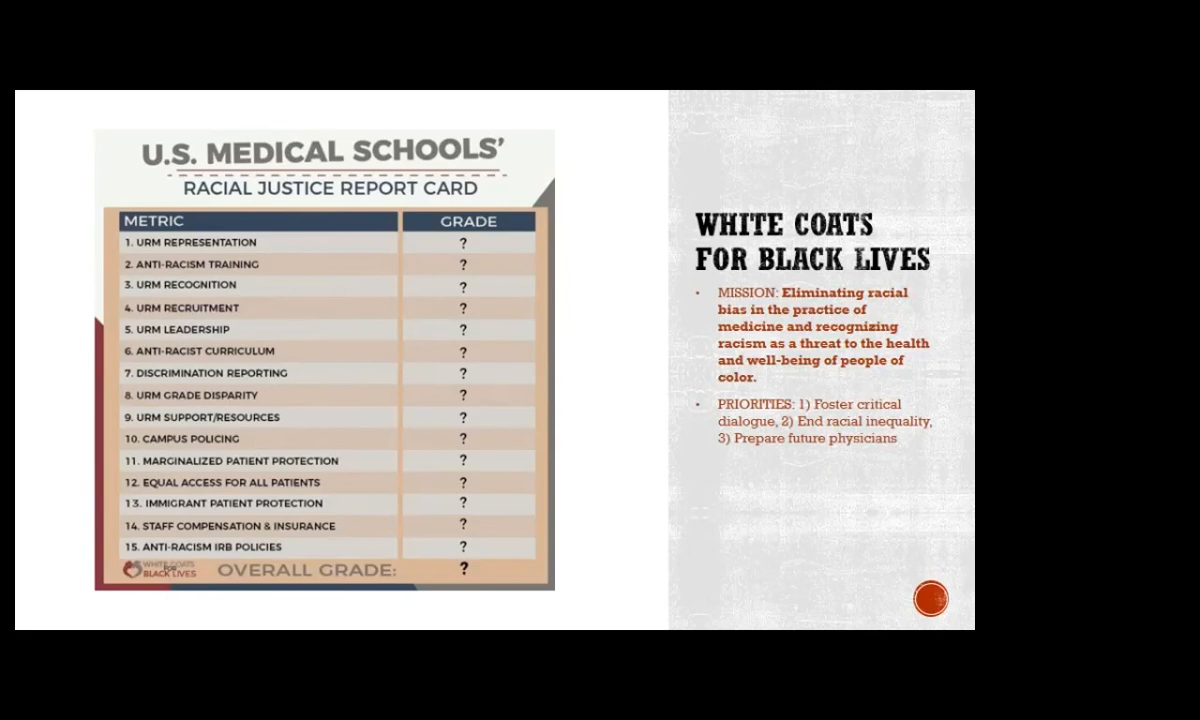 U.S. MEDICAL SCHOOLS'
RACIAL JUSTICE REPORT CARD
METRIC GRADE
1. URM REPRESENTATION ?
2. ANTI-RACISM TRAINING ?
3. URM RECOGNITION ?
4. URM RECRUITMENT ?
5. URM LEADERSHIP ?
6. ANTI-RACIST CURRICULUM ?
7. DISCRIMINATION REPORTING ?
8. URM GRADE DISPARITY ?
9. URM SUPPORT/RESOURCES ?
10. CAMPUS POLICING ?
11. MARGINALIZED PATIENT PROTECTION ?
12. EQUAL ACCESS FOR ALL PATIENTS ?
13. IMMIGRANT PATIENT PROTECTION ?
14. STAFF COMPENSATION & INSURANCE ?
15. ANTI-RACISM IRB POLICIES ?
WHITE COATS
FOR
BLACK LIVES
OVERALL GRADE: ?
WHITE COATS
FOR BLACK LIVES
• MISSION: Eliminating racial
bias in the practice of
medicine and recognizing
racism as a threat to the health
and well-being of people of
color.
• PRIORITIES: 1) Foster critical
dialogue, 2) End racial inequality,
3) Prepare future physicians